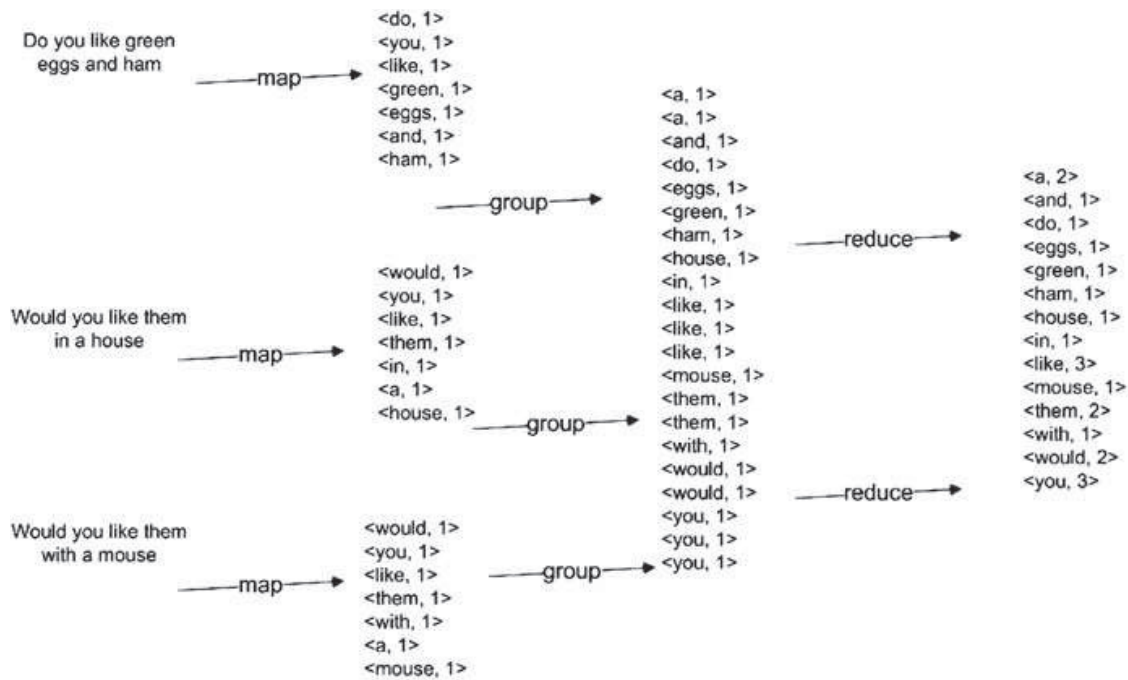 Do you like green
eggs and ham
map
<do, 1>
<you, 1>
<like, 1>
<green, 1>
<eggs, 1>
<and, 1>
<ham, 1>
group
Would you like them
in a house
map
<would, 1>
<you, 1>
<like, 1>
<them, 1>
<in, 1>
<a, 1>
<house, 1>
group
Would you like them
with a mouse
map
<would, 1>
<you, 1>
<like, 1>
<them, 1>
<with, 1>
<a, 1>
<mouse, 1>
group
<a, 1>
<a, 1>
<and, 1>
<do, 1>
<eggs, 1>
<green, 1>
<ham, 1>
<house, 1>
<in, 1>
<like, 1>
<like, 1>
<like, 1>
<mouse, 1>
<them, 1>
<them, 1>
<with, 1>
<would, 1>
<would, 1>
<you, 1>
<you, 1>
<you, 1>
reduce
reduce
<a, 2>
<and, 1>
<do, 1>
<eggs, 1>
<green, 1>
<ham, 1>
<house, 1>
<in, 1>
<like, 3>
<mouse, 1>
<them, 2>
<with, 1>
<would, 2>
<you, 3>